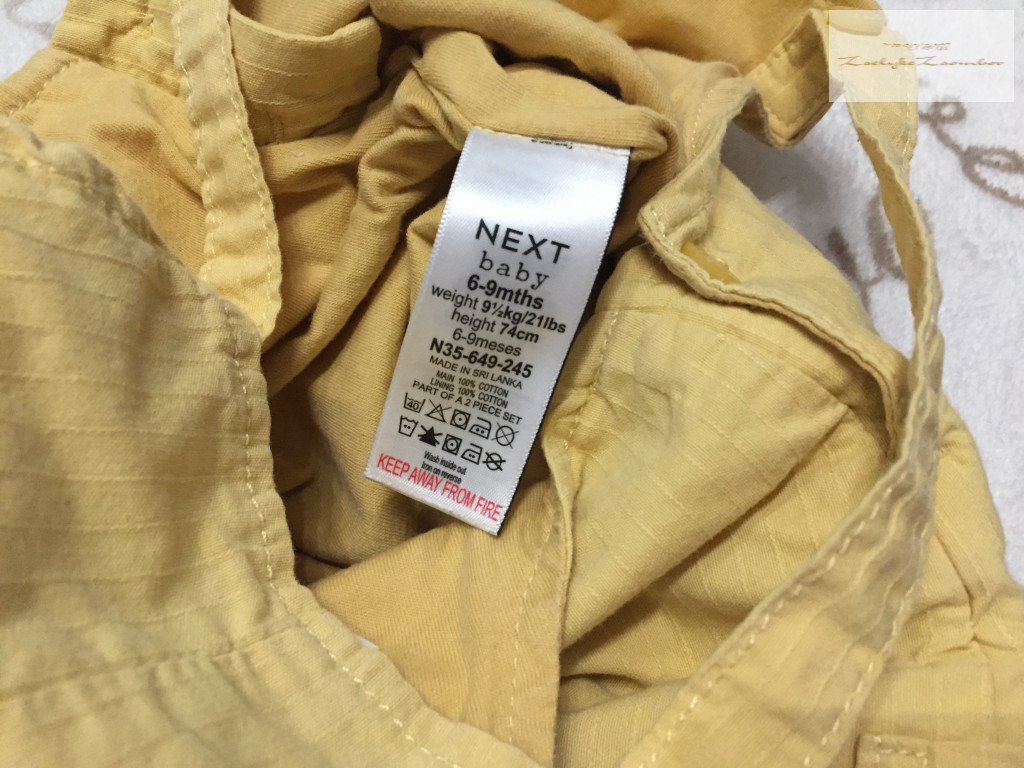 NEXT
baby
6-9mths
weight 9½kg/21lbs
height 74cm
6-9meses
N35-649-245
MADE IN SRI LANKA
MAIN 100% COTTON
LINING 100% COTTON
PART OF A 2 PIECE SET
40
Wash inside out
Iron on reverse
KEEP AWAY FROM FIRE